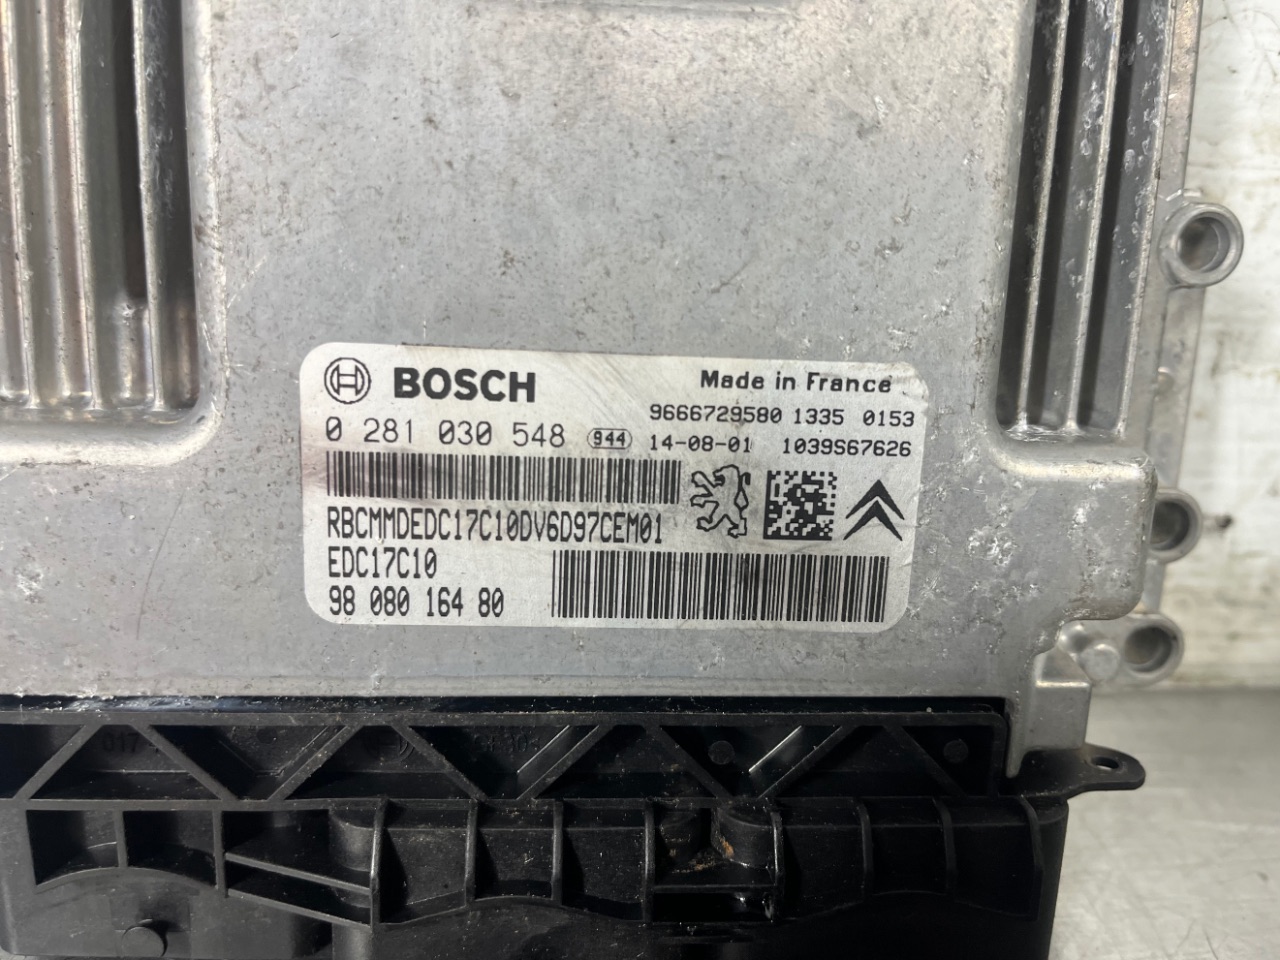 BOSCH
Made in France
9666729580 1335 0153
0 281 030 548 944 14-08-01 1039S67626
RBCMMDEDC17C10DV6D97CEM01
EDC17C10
98 080 164 80